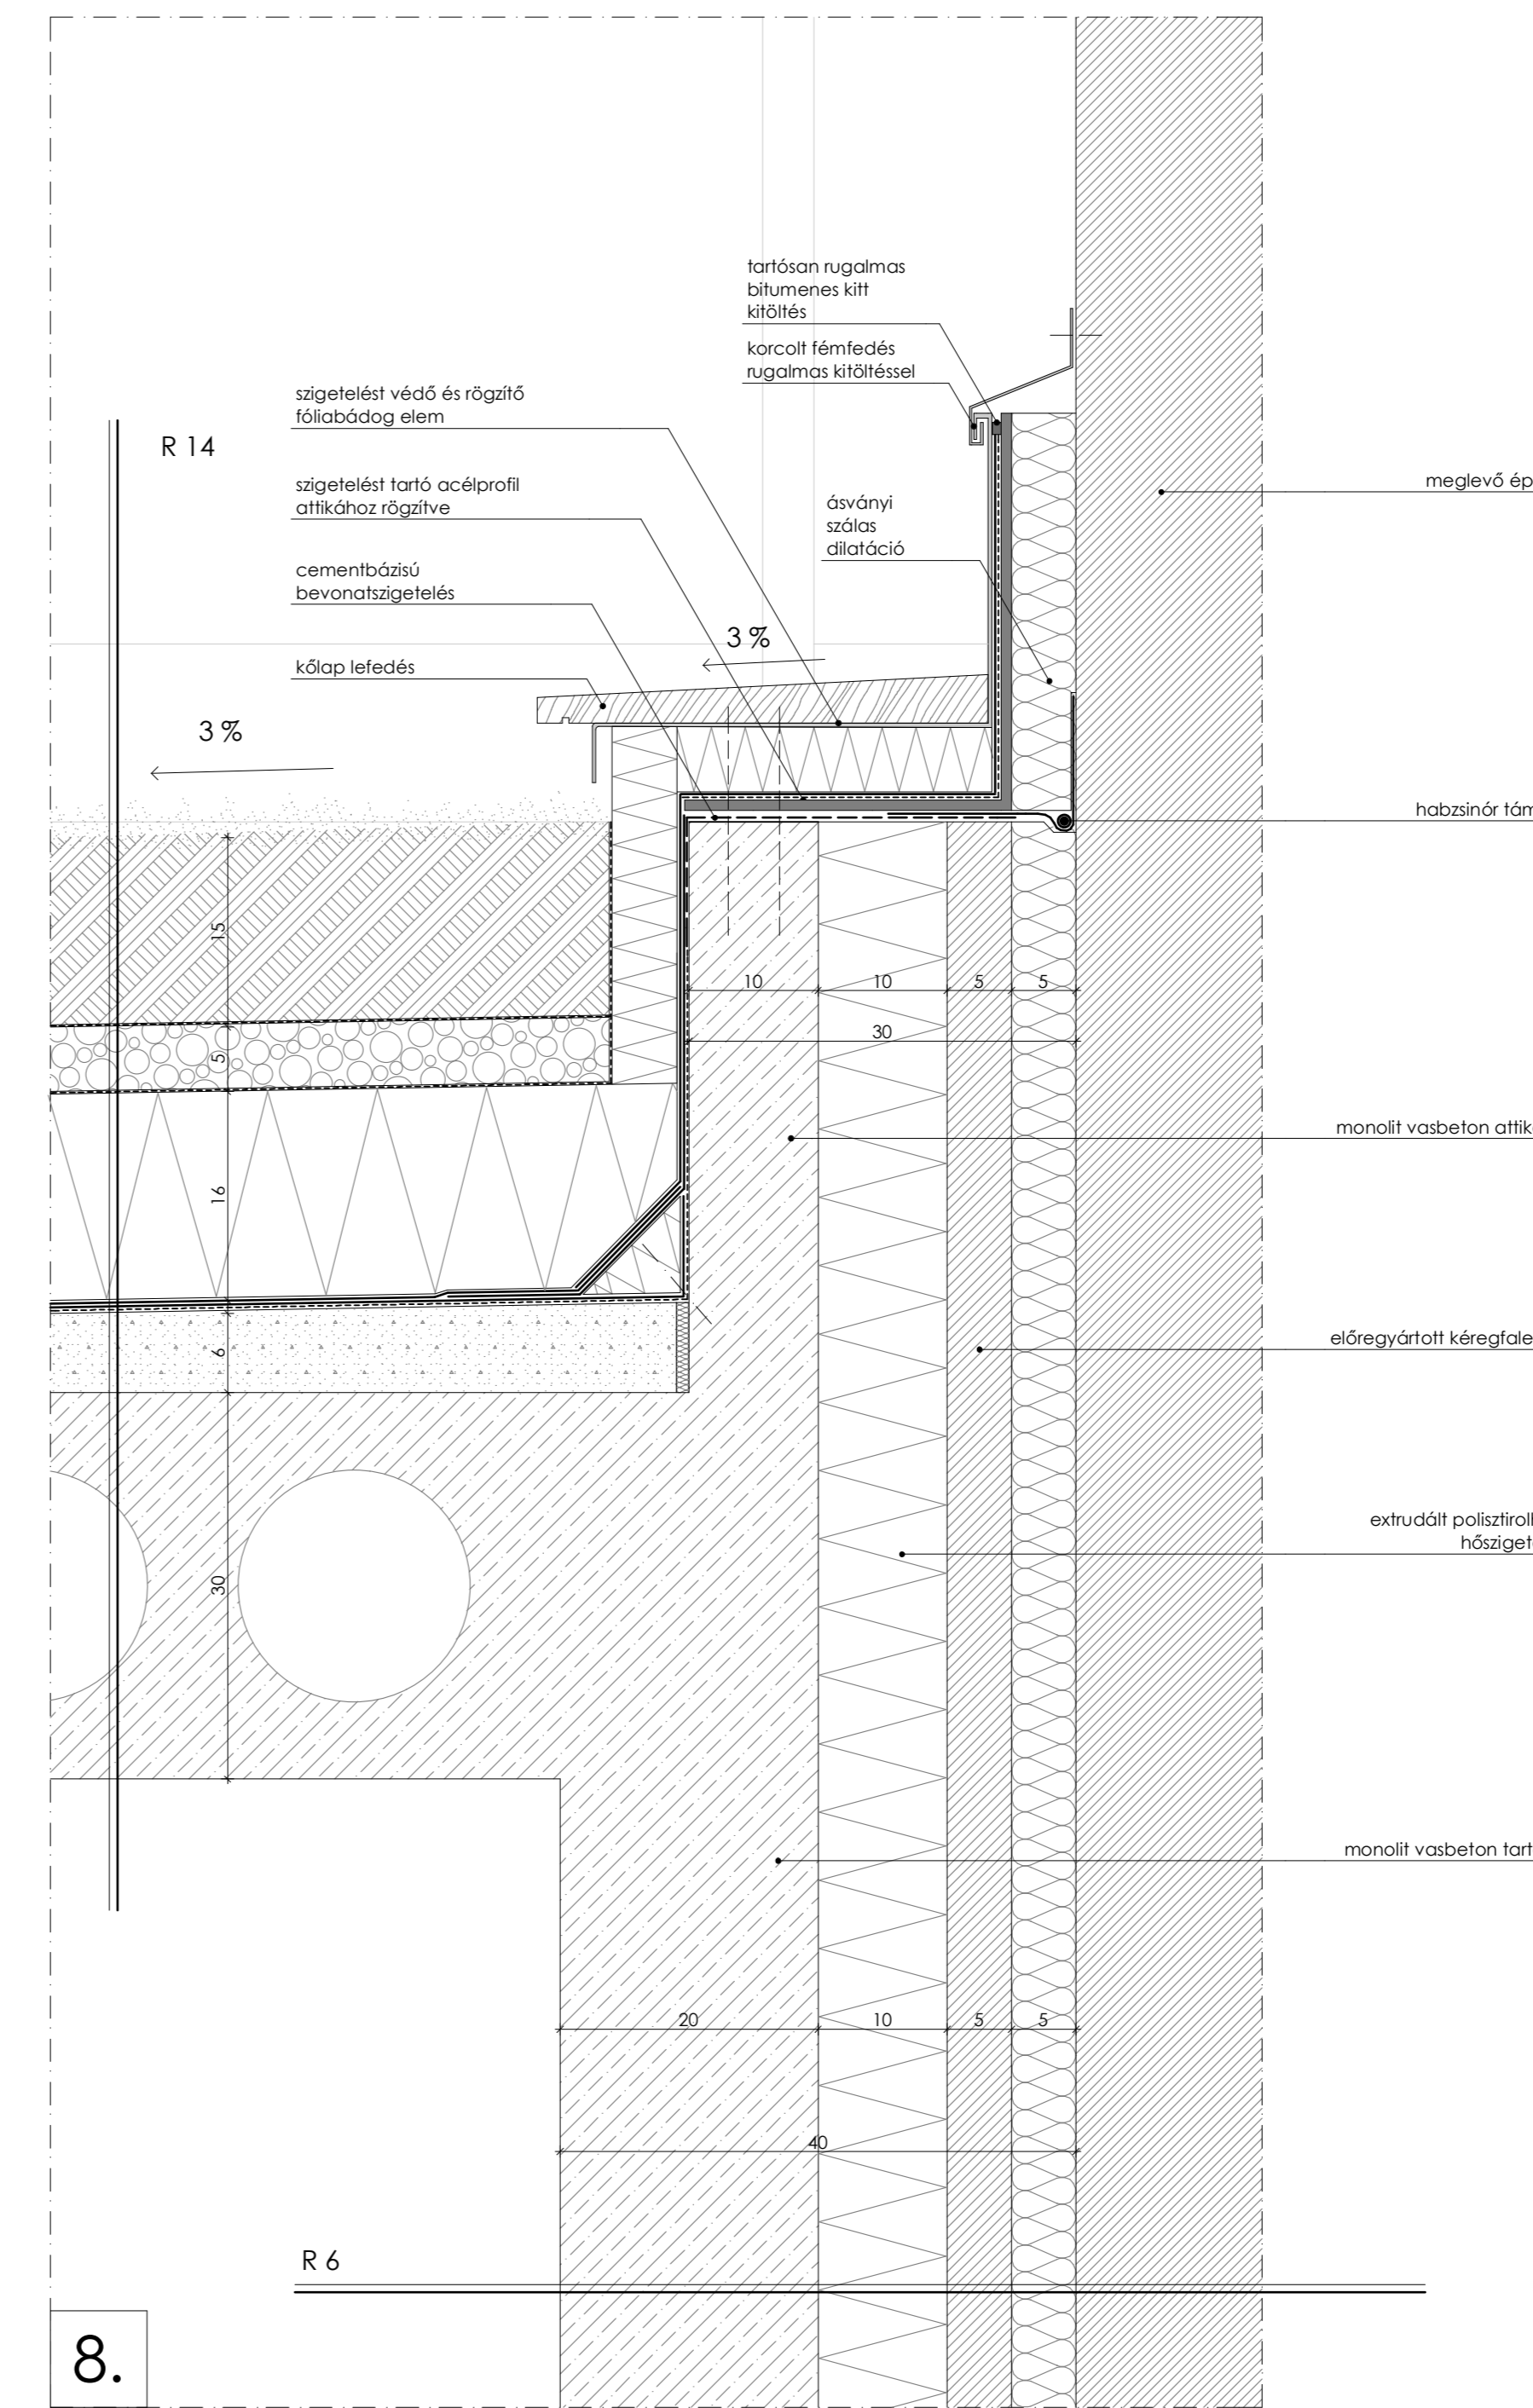 tartósan rugalmas
bitumenes kitt
kitöltés
korcolt fémfedés
rugalmas kitöltéssel
szigetelést védő és rögzítő
fóliabádog elem
R 14
szigetelést tartó acélprofil
attikához rögzítve
ásványi
szálas
dilatáció
meglevő ép
cementbázisú
bevonatszigetelés
3 %
kőlap lefedés
3 %
habzsinór tám
15
10 10 5 5
30
5
monolit vasbeton attik
16
előregyártott kéregfale
6
extrudált polisztirol
hősziget
30
monolit vasbeton tart
20 10 5 5
40
R 6
8.